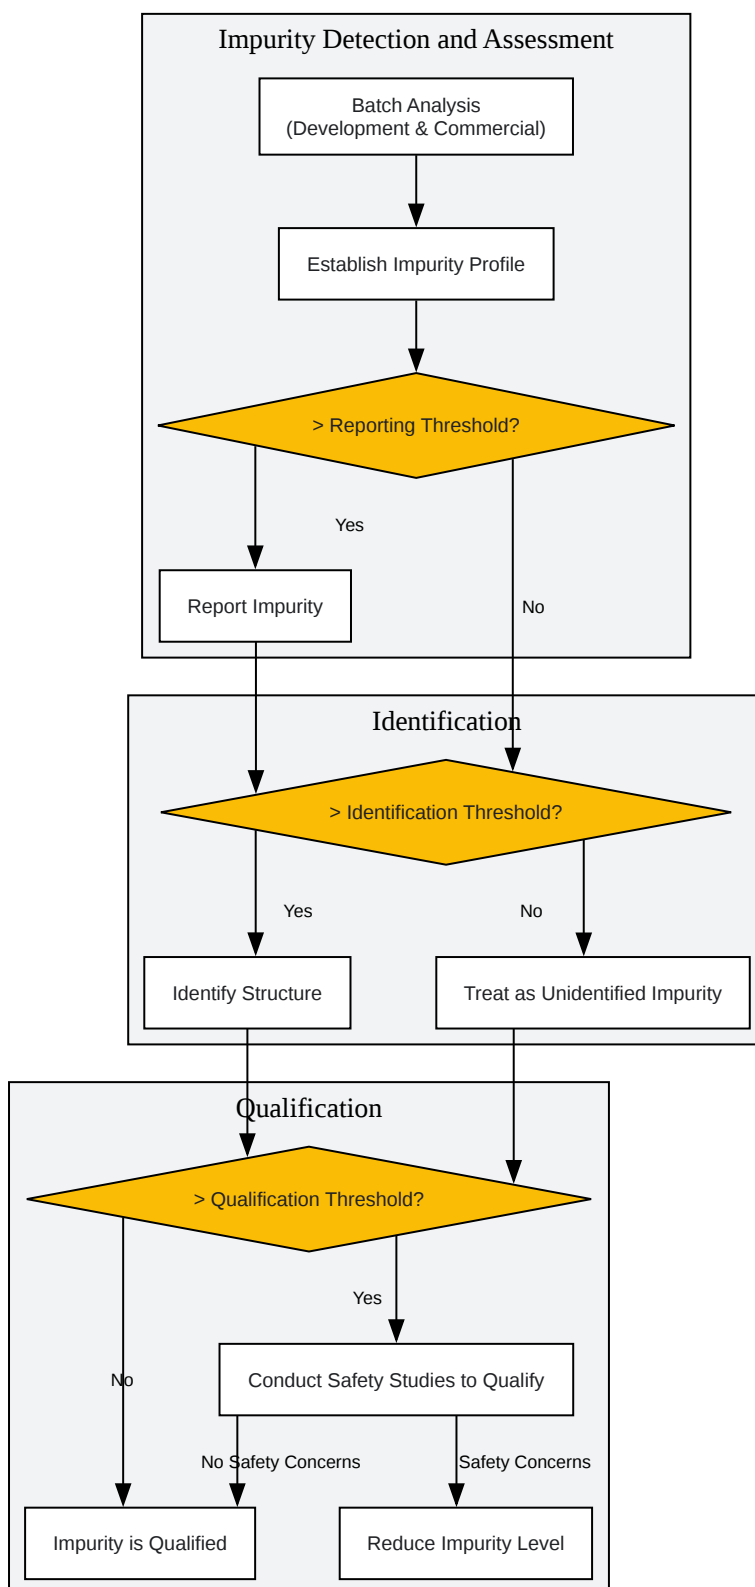 Impurity Detection and Assessment
Batch Analysis
(Development & Commercial)
Establish Impurity Profile
> Reporting Threshold?
Yes
Report Impurity
No
Identification
> Identification Threshold?
Yes
No
Identify Structure
Treat as Unidentified Impurity
Qualification
> Qualification Threshold?
Yes
No
Conduct Safety Studies to Qualify
No Safety Concerns
Safety Concerns
Impurity is Qualified
Reduce Impurity Level